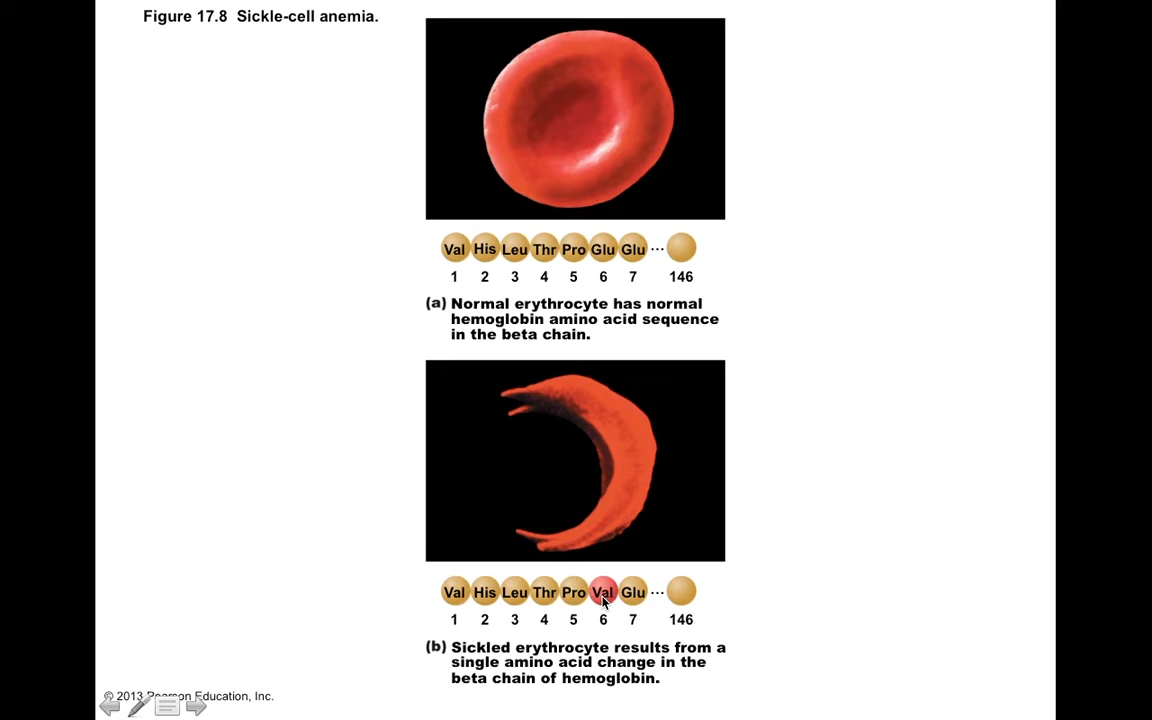 Figure 17.8 Sickle-cell anemia.
Val His Leu Thr Pro Glu Glu ...
1 2 3 4 5 6 7 146
(a) Normal erythrocyte has normal
hemoglobin amino acid sequence
in the beta chain.
Val His Leu Thr Pro Val Glu ...
1 2 3 4 5 6 7 146
(b) Sickled erythrocyte results from a
single amino acid change in the
beta chain of hemoglobin.
© 2013 Pearson Education, Inc.